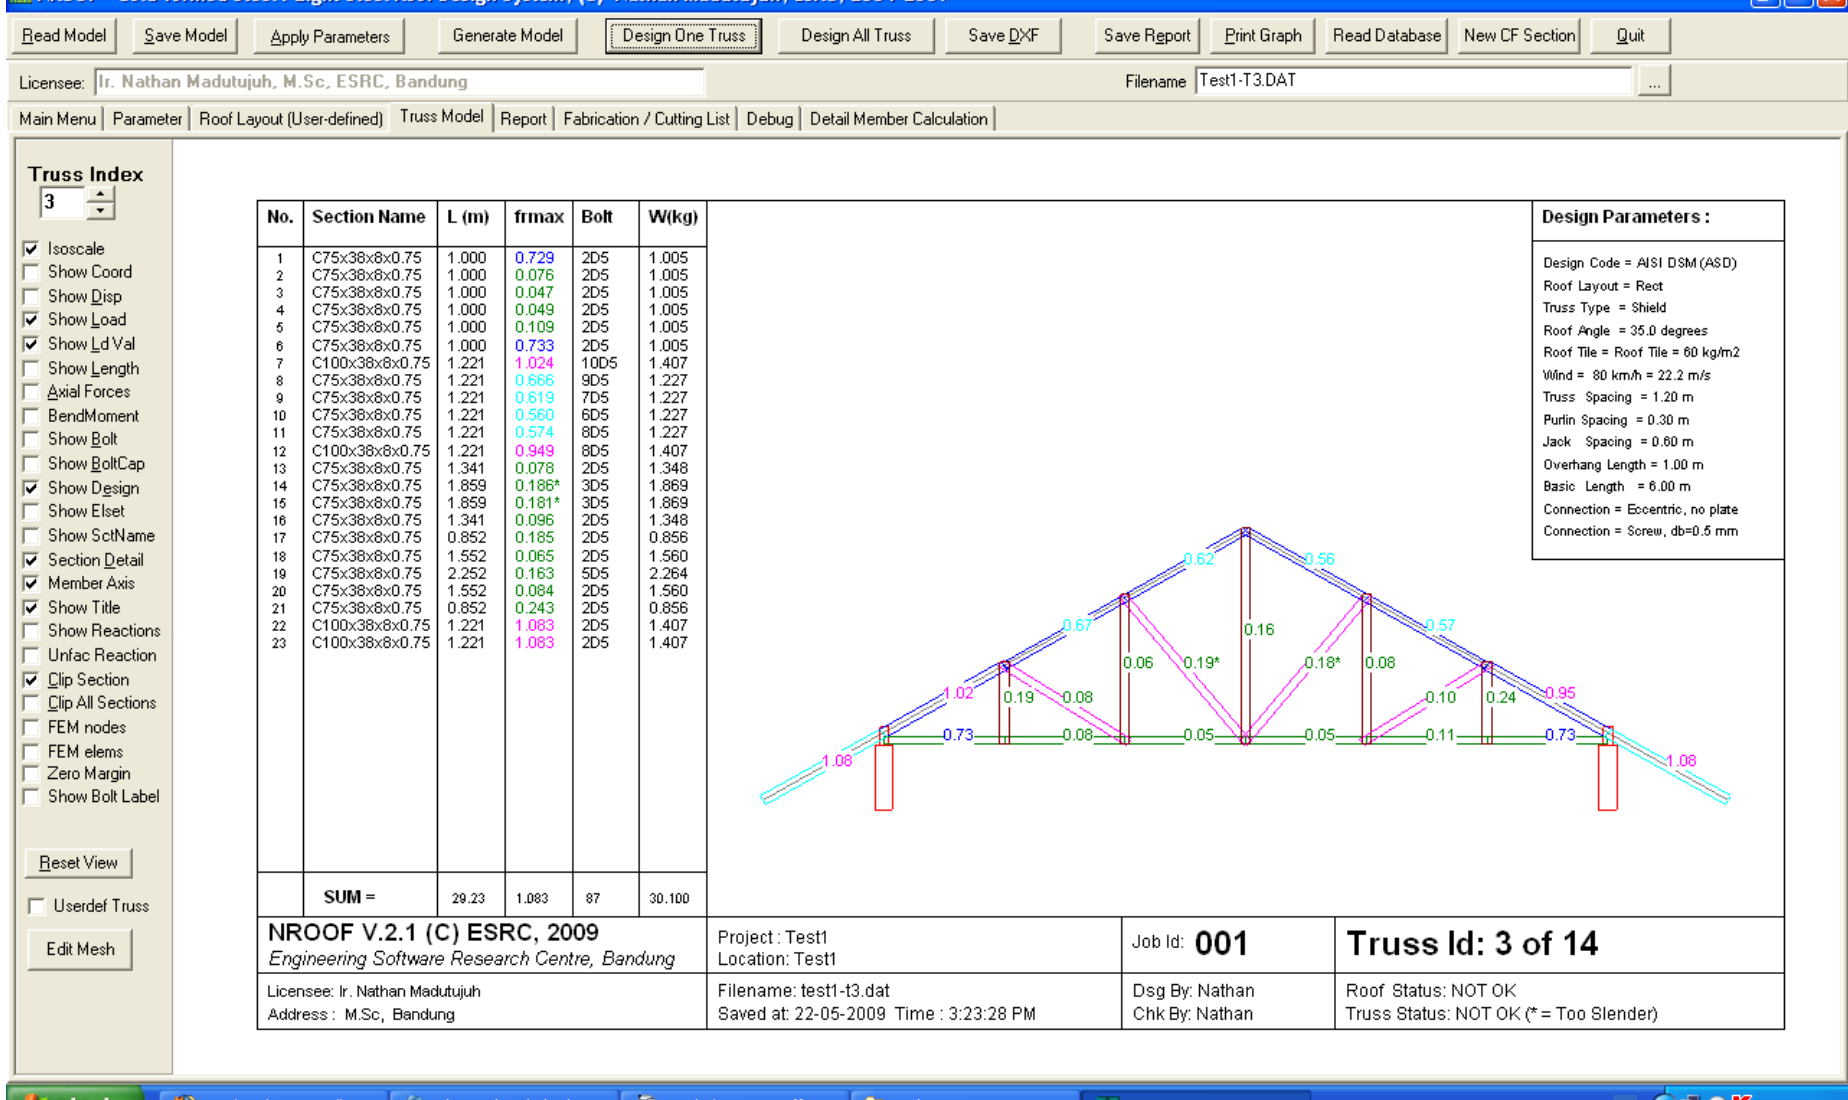 Read Model Save Model Apply Parameters Generate Model Design One Truss Design All Truss Save DXF Save Report Print Graph Read Database New CF Section Quit
Licensee: Ir. Nathan Madutujuh, M.Sc, ESRC, Bandung Filename Test1-T3.DAT ...
Main Menu Parameter Roof Layout (User-defined) Truss Model Report Fabrication / Cutting List Debug Detail Member Calculation
Truss Index
3
Isoscale
Show Coord
Show Disp
Show Load
Show Ld Val
Show Length
Axial Forces
BendMoment
Show Bolt
Show BoltCap
Show Design
Show Elset
Show SctName
Section Detail
Member Axis
Show Title
Show Reactions
Unfac Reaction
Clip Section
Clip All Sections
FEM nodes
FEM elems
Zero Margin
Show Bolt Label
Reset View
Userdef Truss
Edit Mesh
No. Section Name L (m) frmax Bolt W(kg)
1 C75x38x8x0.75 1.000 0.729 2D5 1.005
2 C75x38x8x0.75 1.000 0.076 2D5 1.005
3 C75x38x8x0.75 1.000 0.047 2D5 1.005
4 C75x38x8x0.75 1.000 0.049 2D5 1.005
5 C75x38x8x0.75 1.000 0.109 2D5 1.005
6 C75x38x8x0.75 1.000 0.733 2D5 1.005
7 C100x38x8x0.75 1.221 1.024 10D5 1.407
8 C75x38x8x0.75 1.221 0.666 9D5 1.227
9 C75x38x8x0.75 1.221 0.619 7D5 1.227
10 C75x38x8x0.75 1.221 0.560 6D5 1.227
11 C75x38x8x0.75 1.221 0.574 8D5 1.227
12 C100x38x8x0.75 1.221 0.949 8D5 1.407
13 C75x38x8x0.75 1.341 0.078 2D5 1.348
14 C75x38x8x0.75 1.859 0.186* 3D5 1.869
15 C75x38x8x0.75 1.859 0.181* 3D5 1.869
16 C75x38x8x0.75 1.341 0.096 2D5 1.348
17 C75x38x8x0.75 0.852 0.185 2D5 0.856
18 C75x38x8x0.75 1.552 0.065 2D5 1.560
19 C75x38x8x0.75 2.252 0.163 5D5 2.264
20 C75x38x8x0.75 1.552 0.084 2D5 1.560
21 C75x38x8x0.75 0.852 0.243 2D5 0.856
22 C100x38x8x0.75 1.221 1.083 2D5 1.407
23 C100x38x8x0.75 1.221 1.083 2D5 1.407
SUM = 29.23 1.083 87 30.100
Design Parameters :
Design Code = AISI DSM (ASD)
Roof Layout = Rect
Truss Type = Shield
Roof Angle = 35.0 degrees
Roof Tile = Roof Tile = 60 kg/m2
Wind = 80 km/h = 22.2 m/s
Truss Spacing = 1.20 m
Purlin Spacing = 0.30 m
Jack Spacing = 0.60 m
Overhang Length = 1.00 m
Basic Length = 6.00 m
Connection = Eccentric, no plate
Connection = Screw, db=0.5 mm
0.62 0.56
0.67 0.16 0.57
0.06 0.19* 0.18* 0.08
1.02 0.19 0.08 0.10 0.24 0.95
0.73 0.08 0.05 0.05 0.11 0.73
1.08 1.08
NROOF V.2.1 (C) ESRC, 2009
Engineering Software Research Centre, Bandung
Licensee: Ir. Nathan Madutujuh
Address : M.Sc, Bandung
Project : Test1
Location: Test1
Filename: test1-t3.dat
Saved at: 22-05-2009 Time : 3:23:28 PM
Job Id: 001
Dsg By: Nathan
Chk By: Nathan
Truss Id: 3 of 14
Roof Status: NOT OK
Truss Status: NOT OK (* = Too Slender)